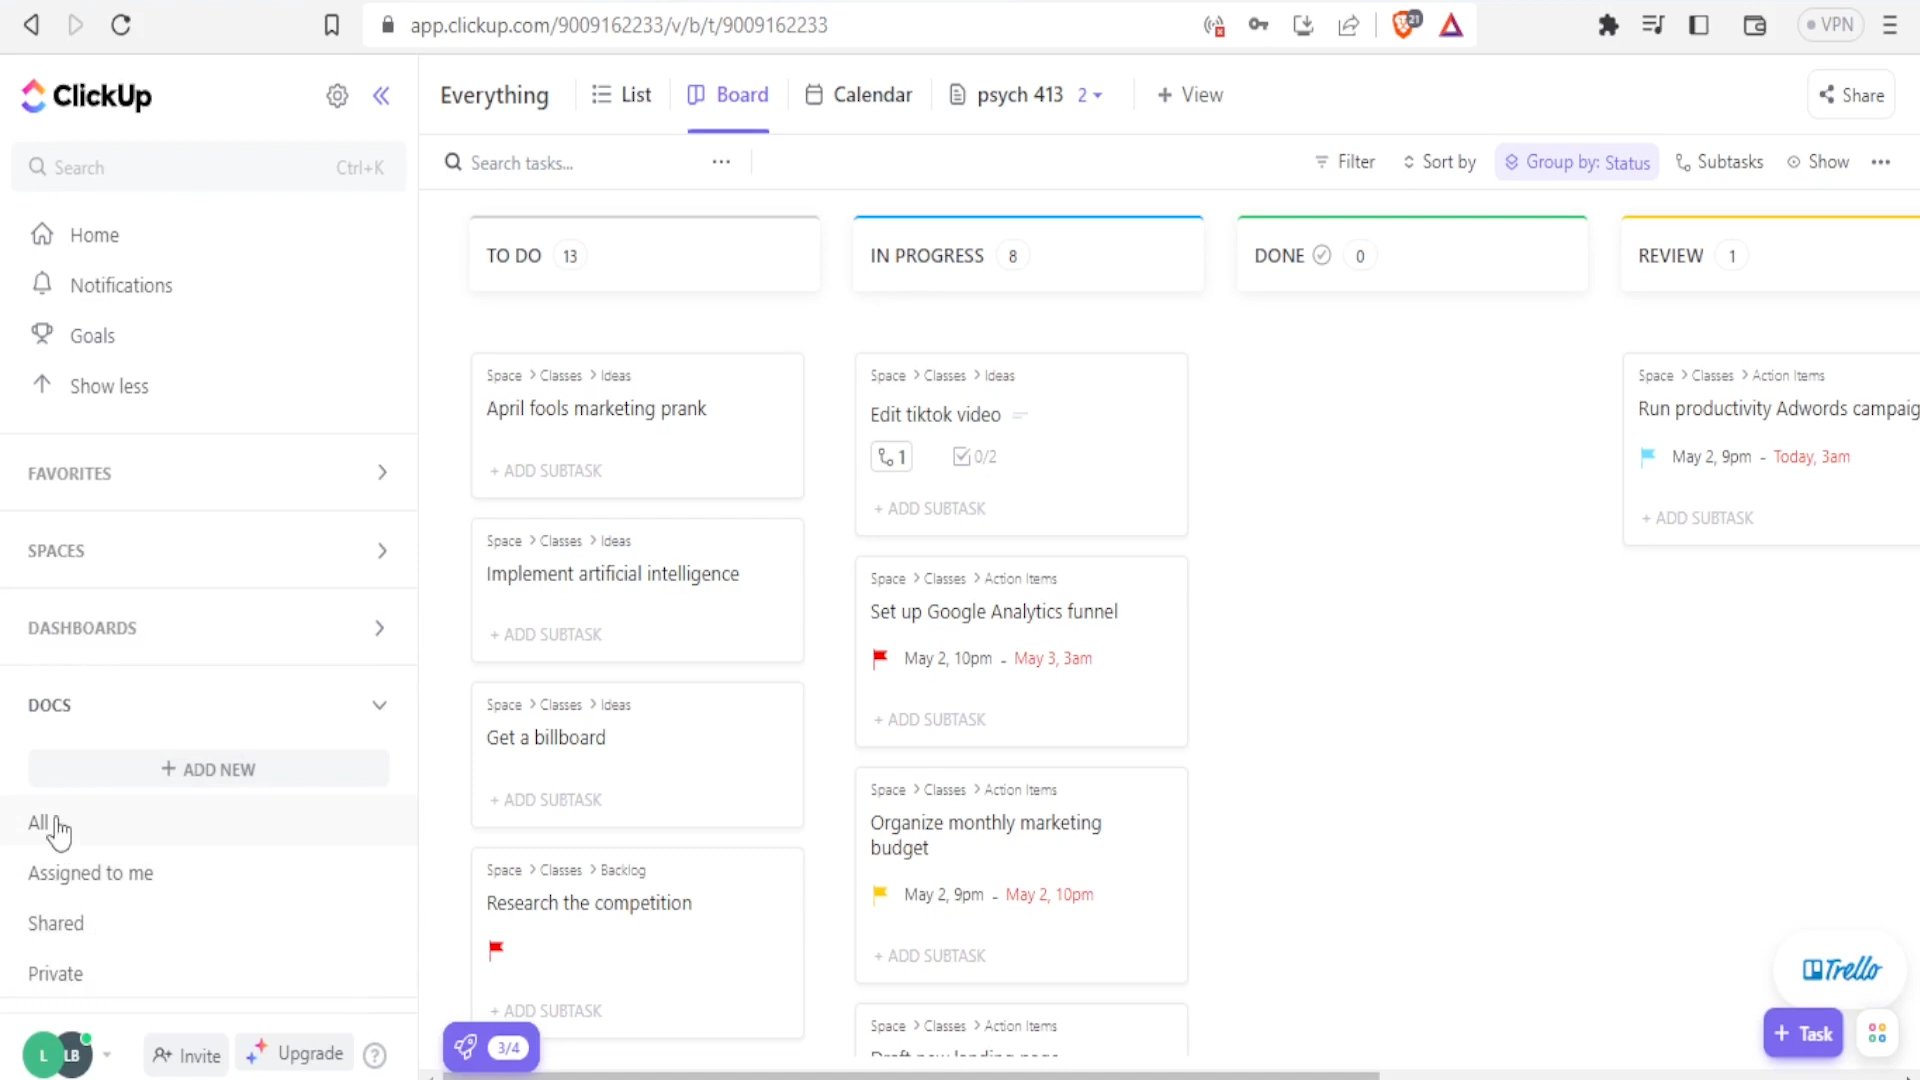 app.clickup.com/9009162233/v/b/t/9009162233
21
VPN
ClickUp
Search
Ctrl+K
Home
Notifications
Goals
Show less
FAVORITES
SPACES
DASHBOARDS
DOCS
+ ADD NEW
All
Assigned to me
Shared
Private
L
LB
Invite
Upgrade
?
Everything
List
Board
Calendar
psych 413
2
+ View
Share
Search tasks...
Filter
Sort by
Group by: Status
Subtasks
Show
TO DO
13
Space > Classes > Ideas
April fools marketing prank
+ ADD SUBTASK
Space > Classes > Ideas
Implement artificial intelligence
+ ADD SUBTASK
Space > Classes > Ideas
Get a billboard
+ ADD SUBTASK
Space > Classes > Backlog
Research the competition
+ ADD SUBTASK
3/4
IN PROGRESS
8
Space > Classes > Ideas
Edit tiktok video
1
0/2
+ ADD SUBTASK
Space > Classes > Action Items
Set up Google Analytics funnel
May 2, 10pm - May 3, 3am
+ ADD SUBTASK
Space > Classes > Action Items
Organize monthly marketing
budget
May 2, 9pm - May 2, 10pm
+ ADD SUBTASK
Space > Classes > Action Items
Draft new landing page
DONE
0
REVIEW
1
Space > Classes > Action Items
Run productivity Adwords campaig
May 2, 9pm - Today, 3am
+ ADD SUBTASK
Trello
+ Task